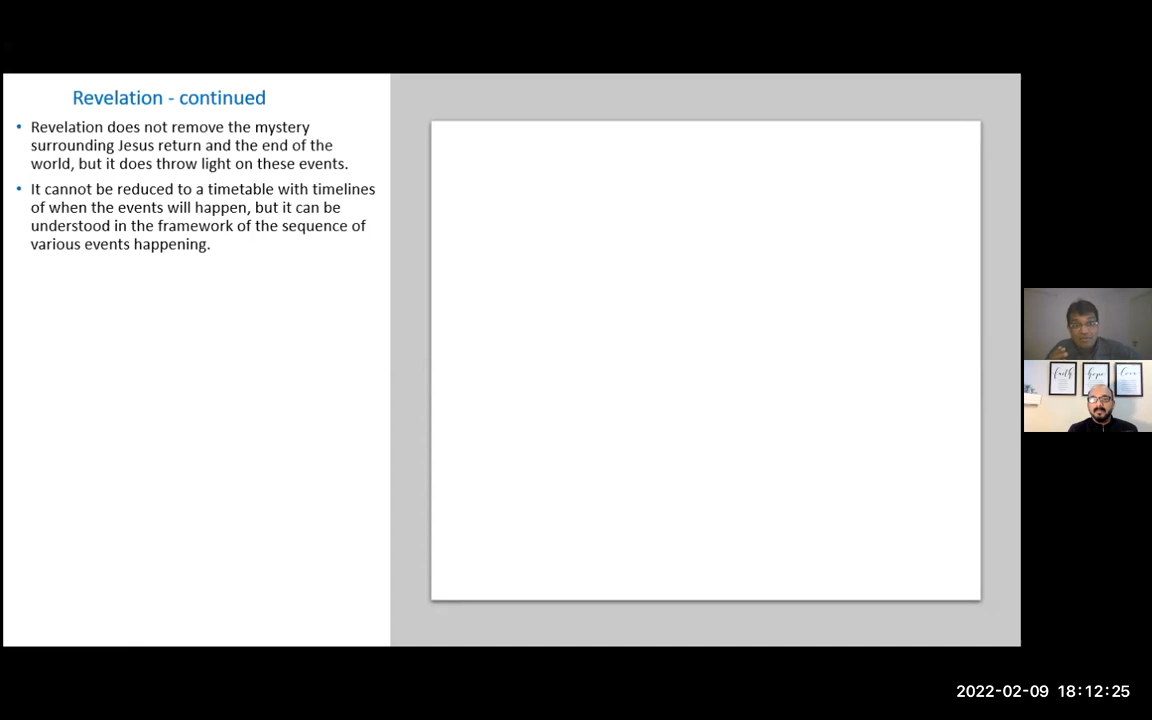 Revelation - continued
• Revelation does not remove the mystery
surrounding Jesus return and the end of the
world, but it does throw light on these events.
• It cannot be reduced to a timetable with timelines
of when the events will happen, but it can be
understood in the framework of the sequence of
various events happening.
faith
hope
love
2022-02-09 18:12:25